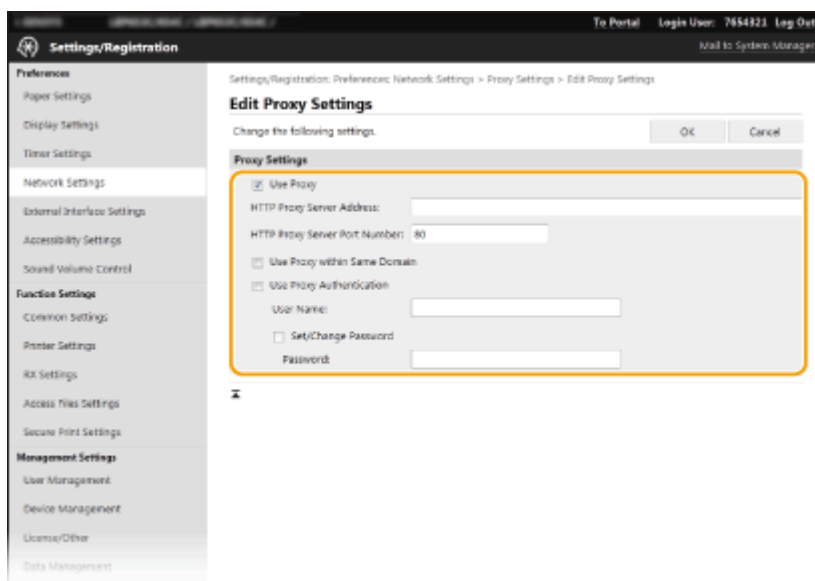 To Portal Login User: 7654321 Log Out
Settings/Registration
Mail to System Manager
Preferences
Paper Settings
Display Settings
Timer Settings
Network Settings
External Interface Settings
Accessibility Settings
Sound Volume Control
Function Settings
Common Settings
Printer Settings
RX Settings
Access Files Settings
Secure Print Settings
Management Settings
User Management
Device Management
License/Other
Data Management
Settings/Registration: Preferences: Network Settings > Proxy Settings > Edit Proxy Settings
Edit Proxy Settings
Change the following settings.
OK Cancel
Proxy Settings
Use Proxy
HTTP Proxy Server Address:
HTTP Proxy Server Port Number: 80
Use Proxy within Same Domain
Use Proxy Authentication
User Name:
Set/Change Password
Password: